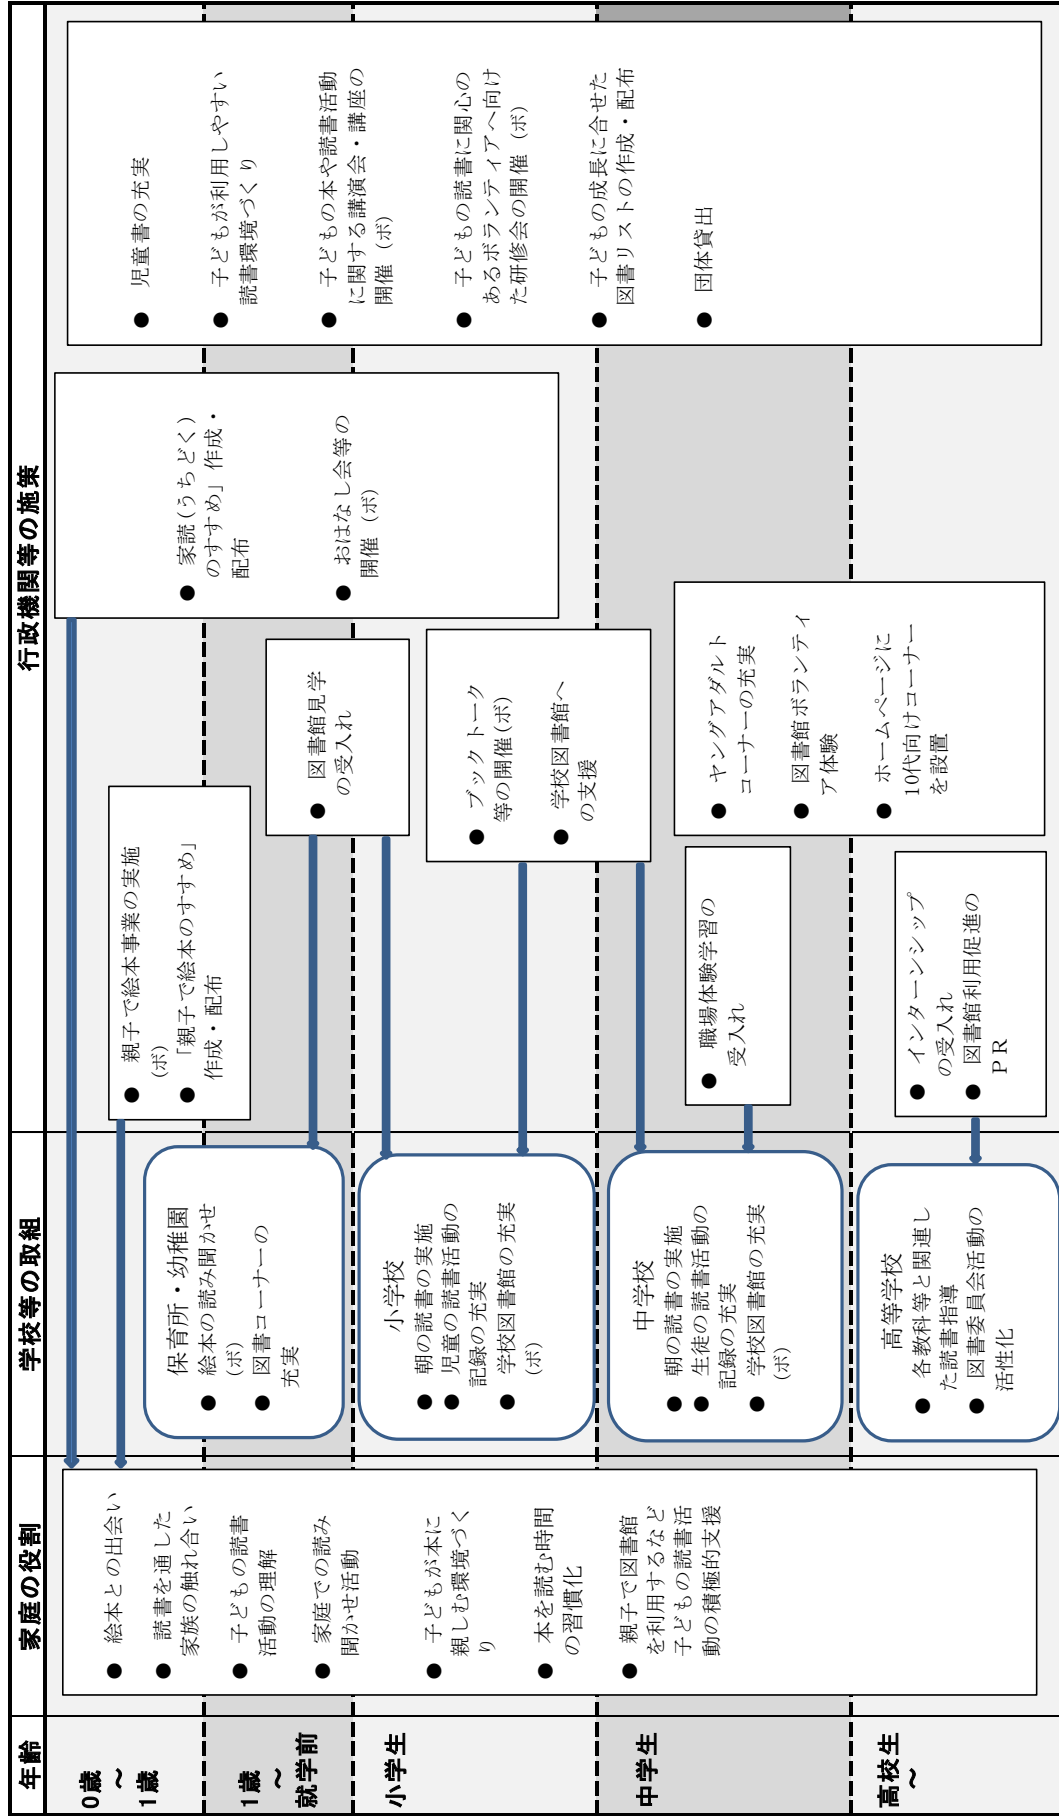 年齢
家庭の役割
学校等の取組
行政機関等の施策
0歳
～
1歳
1歳
～
就学前
小学生
中学生
高校生
～
● 絵本との出会い
● 読書を通した
家族の触れ合い
● 子どもの読書
活動の理解
● 家庭での読み
聞かせ活動
● 子どもが本に
親しむ環境づく
り
● 本を読む時間
の習慣化
● 親子で図書館
を利用するなど
子どもの読書活
動の積極的支援
保育所・幼稚園
● 絵本の読み聞かせ
(ボ)
● 図書コーナーの
充実
小学校
● 朝の読書の実施
● 児童の読書活動の
記録の充実
● 学校図書館の充実
(ボ)
中学校
● 朝の読書の実施
● 生徒の読書活動の
記録の充実
● 学校図書館の充実
(ボ)
高等学校
● 各教科等と関連し
た読書指導
● 図書委員会活動の
活性化
● 親子で絵本事業の実施
(ボ)
● 「親子で絵本のすすめ」
作成・配布
● 図書館見学
の受入れ
● ブックトーク
等の開催(ボ)
● 学校図書館へ
の支援
● 職場体験学習の
受入れ
● インターンシップ
の受入れ
● 図書館利用促進の
ＰＲ
● 家読(うちどく)
のすすめ」作成・
配布
● おはなし会等の
開催（ボ）
● ヤングアダルト
コーナーの充実
● 図書館ボランティ
ア体験
● ホームページに
10代向けコーナー
を設置
● 児童書の充実
● 子どもが利用しやすい
読書環境づくり
● 子どもの本や読書活動
に関する講演会・講座の
開催（ボ）
● 子どもの読書に関心の
あるボランティアへ向け
た研修会の開催（ボ）
● 子どもの成長に合せた
図書リストの作成・配布
● 団体貸出